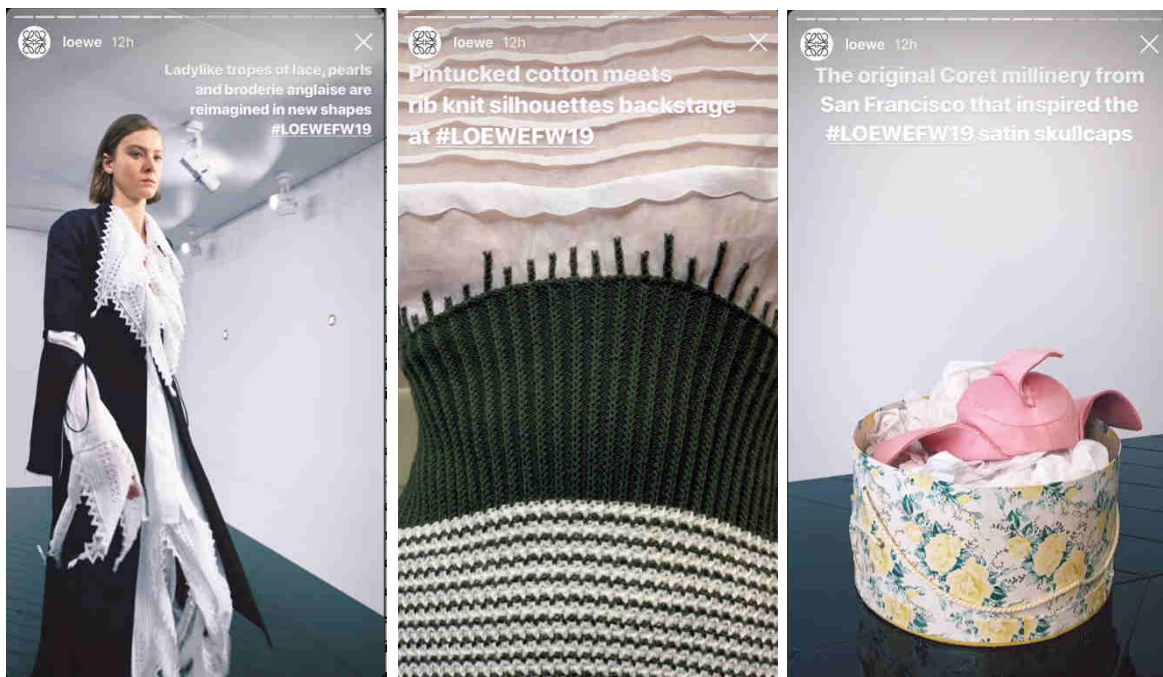 loewe 12h
Ladylike tropes of lace, pearls
and broderie anglaise are
reimagined in new shapes
#LOEWEFW19
loewe 12h
Pintucked cotton meets
rib knit silhouettes backstage
at #LOEWEFW19
loewe 12h
The original Coret millinery from
San Francisco that inspired the
#LOEWEFW19 satin skullcaps